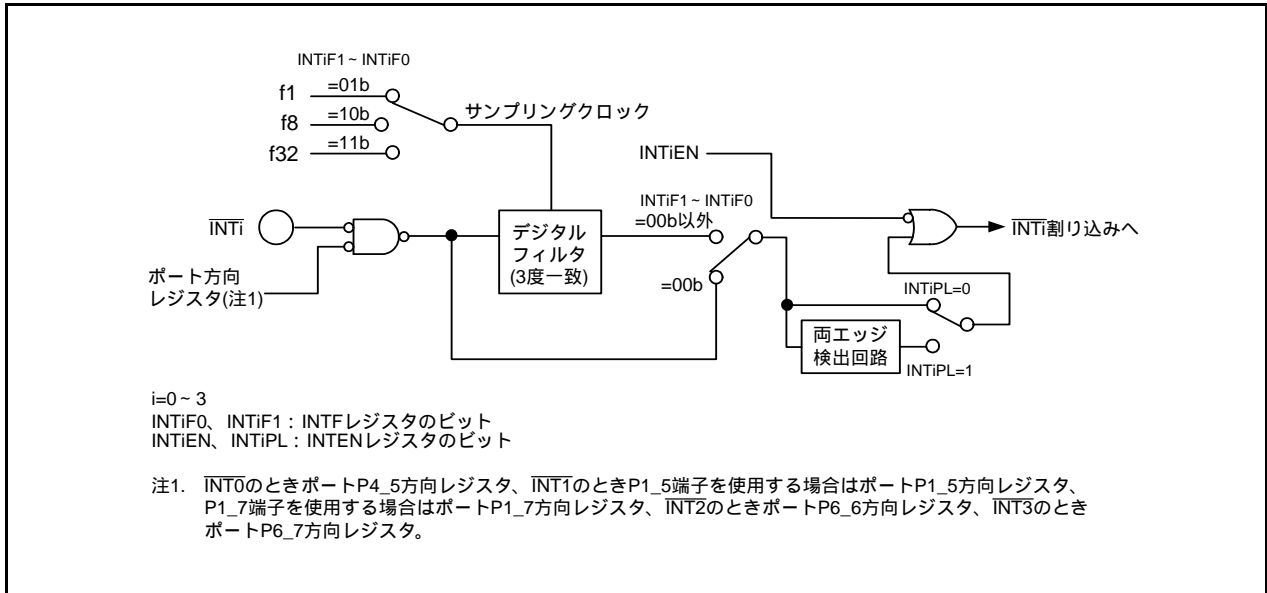 INTiF1~INTiF0
f1 =01b
f8 =10b
f32 =11b
サンプリングクロック
INTiEN
INTiF1~INTiF0
=00b以外
INTi
デジタル
フィルタ
(3度一致)
INTi割り込みへ
ポート方向
レジスタ(注1)
=00b
INTiPL=0
両エッジ
検出回路
INTiPL=1
i=0~3
INTiF0、INTiF1:INTFレジスタのビット
INTiEN、INTiPL:INTENレジスタのビット
注1. INT0のときポートP4_5方向レジスタ、INT1のときP1_5端子を使用する場合はポートP1_5方向レジスタ、
P1_7端子を使用する場合はポートP1_7方向レジスタ、INT2のときポートP6_6方向レジスタ、INT3のとき
ポートP6_7方向レジスタ。